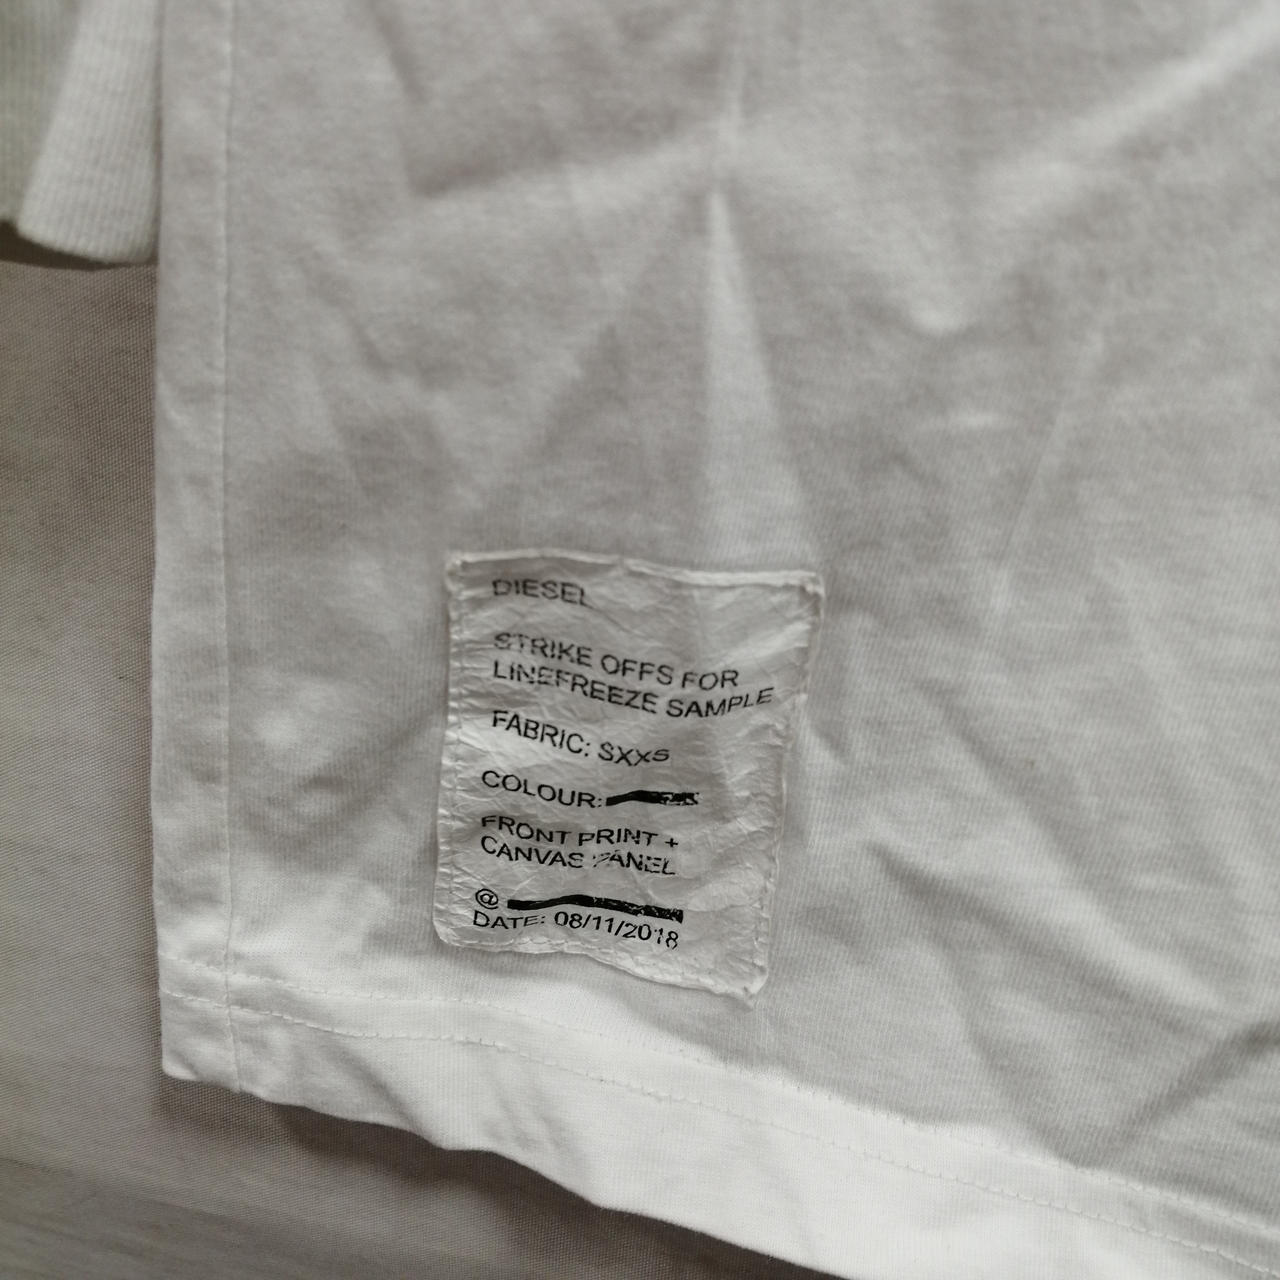 DIESEL
STRIKE OFFS FOR
LINEFREEZE SAMPLE
FABRIC: SXXS
COLOUR:
FRONT PRINT +
CANVAS PANEL
@
DATE: 08/11/2018